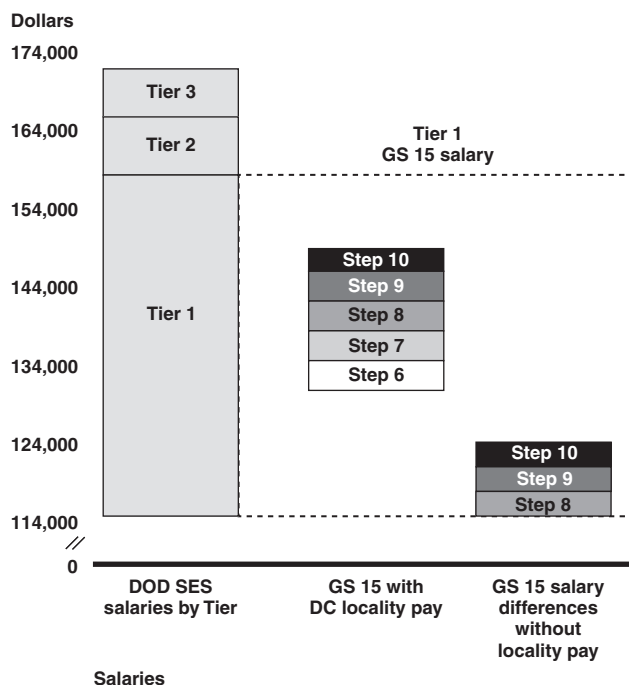 Dollars
174,000
164,000
154,000
144,000
134,000
124,000
114,000
0
Tier 3
Tier 2
Tier 1
Tier 1
GS 15 salary
Step 10
Step 9
Step 8
Step 7
Step 6
Step 10
Step 9
Step 8
DOD SES
salaries by Tier
GS 15 with
DC locality pay
GS 15 salary
differences
without
locality pay
Salaries